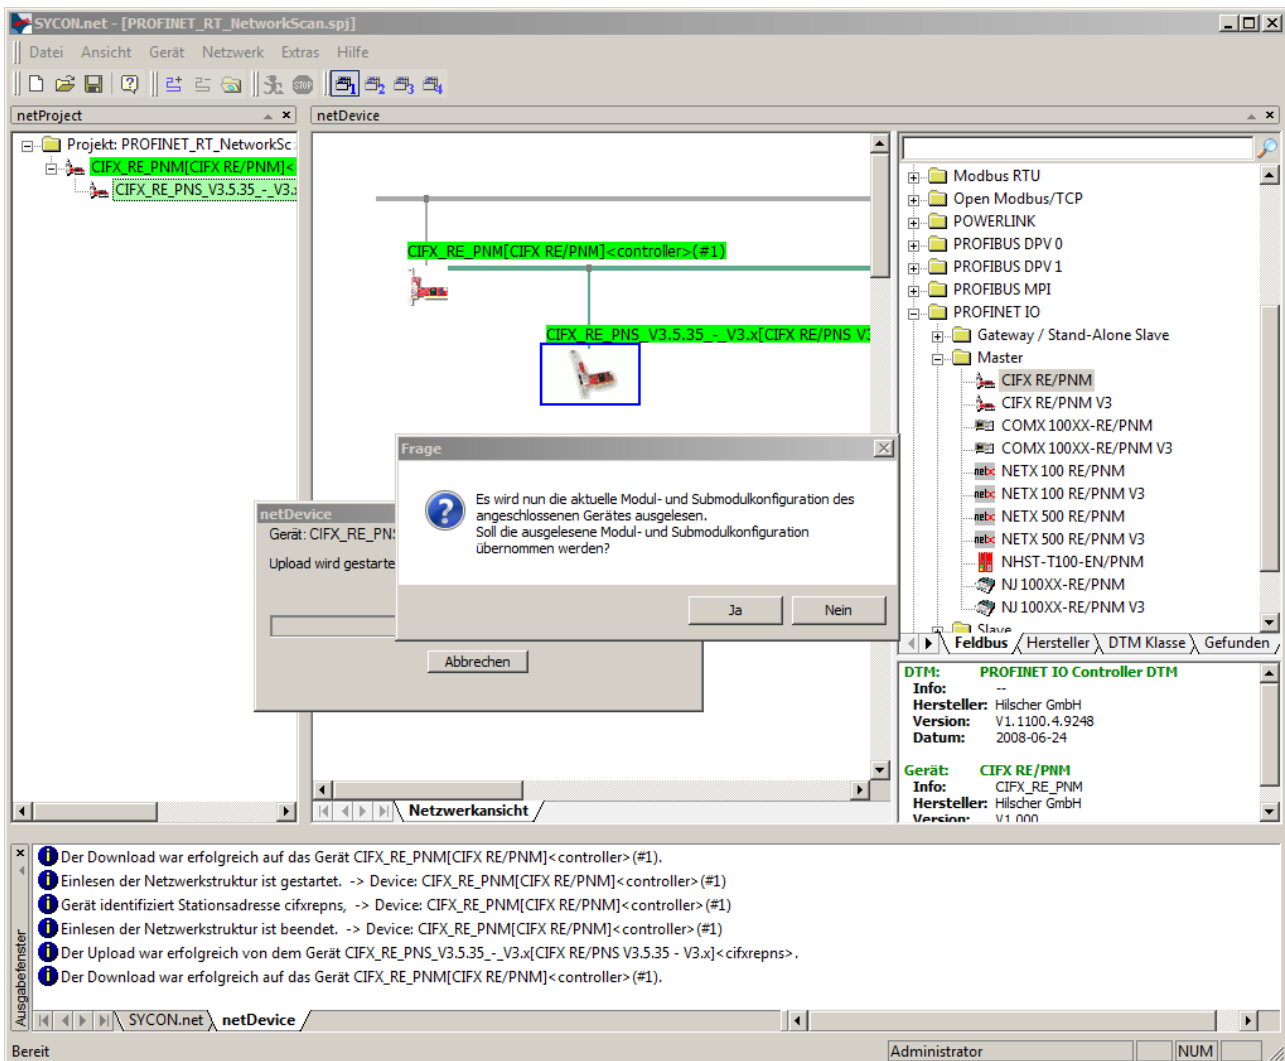 SYCON.net - [PROFINET_RT_NetworkScan.spj]
Datei Ansicht Gerät Netzwerk Extras Hilfe
netProject
netDevice
Projekt: PROFINET_RT_NetworkSc
CIFX_RE_PNM[CIFX RE/PNM]<
CIFX_RE_PNS_V3.5.35_-_V3.
CIFX_RE_PNM[CIFX RE/PNM]<controller>(#1)
CIFX_RE_PNS_V3.5.35_-_V3.x[CIFX RE/PNS V3
Modbus RTU
Open Modbus/TCP
POWERLINK
PROFIBUS DPV0
PROFIBUS DPV1
PROFIBUS MPI
PROFINET IO
Gateway / Stand-Alone Slave
Master
CIFX RE/PNM
CIFX RE/PNM V3
COMX 100XX-RE/PNM
COMX 100XX-RE/PNM V3
NETX 100 RE/PNM
NETX 100 RE/PNM V3
NETX 500 RE/PNM
NETX 500 RE/PNM V3
NHST-T100-EN/PNM
NJ 100XX-RE/PNM
NJ 100XX-RE/PNM V3
Slave
Feldbus Hersteller DTM Klasse Gefunden
netDevice
Gerät: CIFX_RE_PN
Upload wird gestarte
Abbrechen
Frage
Es wird nun die aktuelle Modul- und Submodulkonfiguration des
angeschlossenen Gerätes ausgelesen.
Soll die ausgelesene Modul- und Submodulkonfiguration
übernommen werden?
Ja Nein
DTM: PROFINET IO Controller DTM
Info: --
Hersteller: Hilscher GmbH
Version: V1.1100.4.9248
Datum: 2008-06-24
Gerät: CIFX RE/PNM
Info: CIFX_RE_PNM
Hersteller: Hilscher GmbH
Version: V1.000
Netzwerkansicht
Der Download war erfolgreich auf das Gerät CIFX_RE_PNM[CIFX RE/PNM]<controller>(#1).
Einlesen der Netzwerkstruktur ist gestartet. -> Device: CIFX_RE_PNM[CIFX RE/PNM]<controller>(#1)
Gerät identifiziert Stationsadresse cifxrepns, -> Device: CIFX_RE_PNM[CIFX RE/PNM]<controller>(#1)
Einlesen der Netzwerkstruktur ist beendet. -> Device: CIFX_RE_PNM[CIFX RE/PNM]<controller>(#1)
Der Upload war erfolgreich von dem Gerät CIFX_RE_PNS_V3.5.35_-_V3.x[CIFX RE/PNS V3.5.35 - V3.x]<cifxrepns>.
Der Download war erfolgreich auf das Gerät CIFX_RE_PNM[CIFX RE/PNM]<controller>(#1).
Ausgabefenster
SYCON.net netDevice
Bereit
Administrator NUM